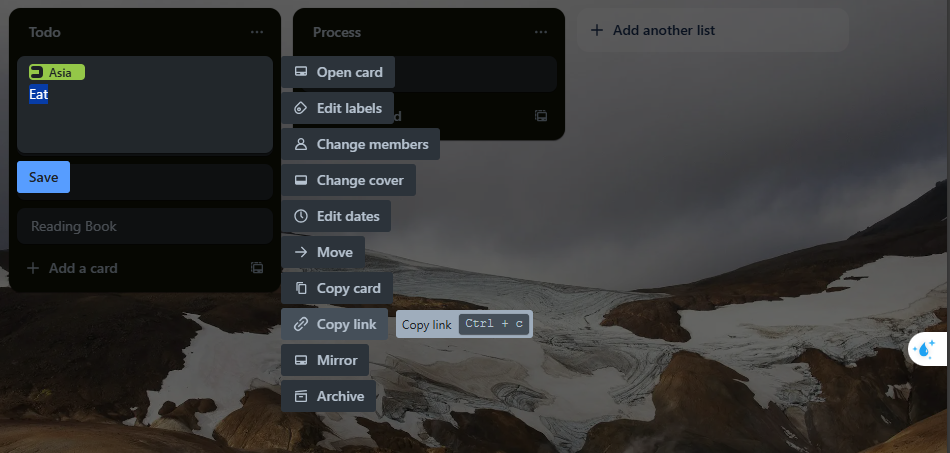 Todo
Process
Add another list
Asia
Eat
Open card
Edit labels
d
Change members
Save
Change cover
Edit dates
Reading Book
Move
Add a card
Copy card
Copy link
Copy link Ctrl + c
Mirror
Archive